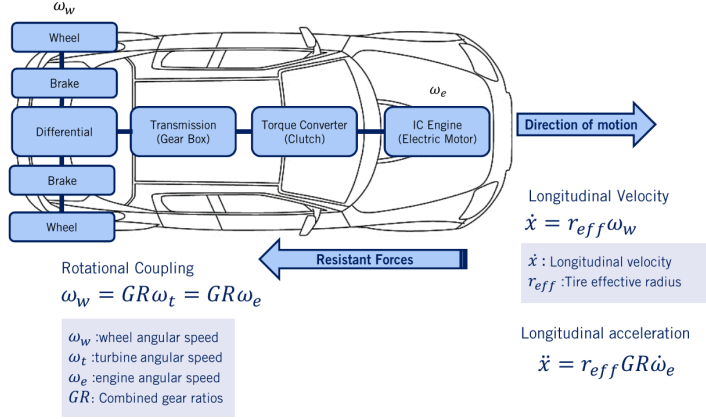 ω_w
Wheel
Brake
ω_e
Differential
Transmission
(Gear Box)
Torque Converter
(Clutch)
IC Engine
(Electric Motor)
Direction of motion
Brake
Wheel
Longitudinal Velocity
ẋ = r_eff ω_w
ẋ : Longitudinal velocity
r_eff :Tire effective radius
Resistant Forces
Rotational Coupling
ω_w = GRω_t = GRω_e
ω_w :wheel angular speed
ω_t :turbine angular speed
ω_e :engine angular speed
GR: Combined gear ratios
Longitudinal acceleration
ẍ = r_eff GRω̇_e